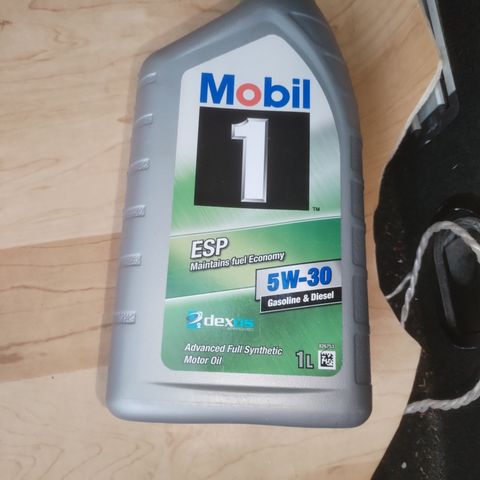 Mobil
1
TM
ESP
Maintains fuel Economy
5W-30
Gasoline & Diesel
dexos
Advanced Full Synthetic
Motor Oil
1L